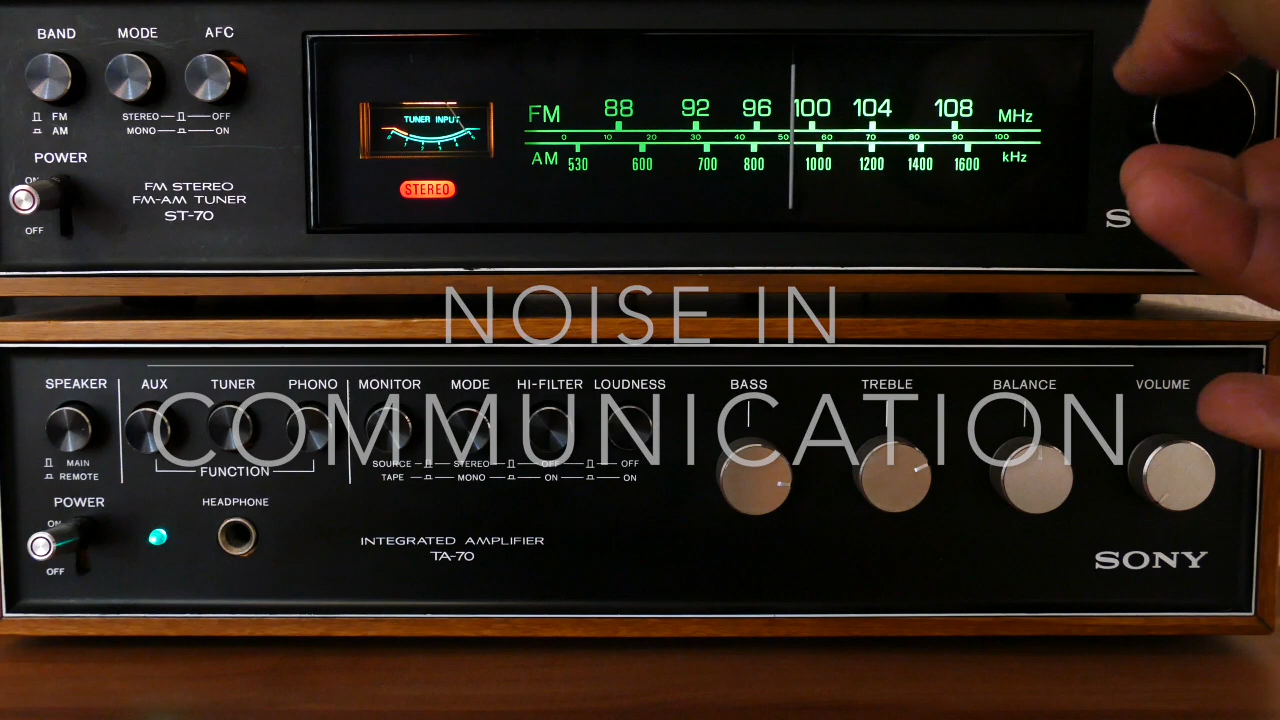 BAND MODE AFC
FM STEREO OFF
AM MONO ON
POWER
ON
OFF
FM STEREO
FM-AM TUNER
ST-70
TUNER INPUT
STEREO
FM 88 92 96 100 104 108 MHz
0 10 20 30 40 50 60 70 80 90 100
AM 530 600 700 800 1000 1200 1400 1600 kHz
S
NOISE IN
COMMUNICATION
SPEAKER AUX TUNER PHONO MONITOR MODE HI-FILTER LOUDNESS BASS TREBLE BALANCE VOLUME
MAIN
REMOTE
FUNCTION
SOURCE STEREO OFF OFF
TAPE MONO ON ON
POWER
ON
OFF
HEADPHONE
INTEGRATED AMPLIFIER
TA-70
SONY